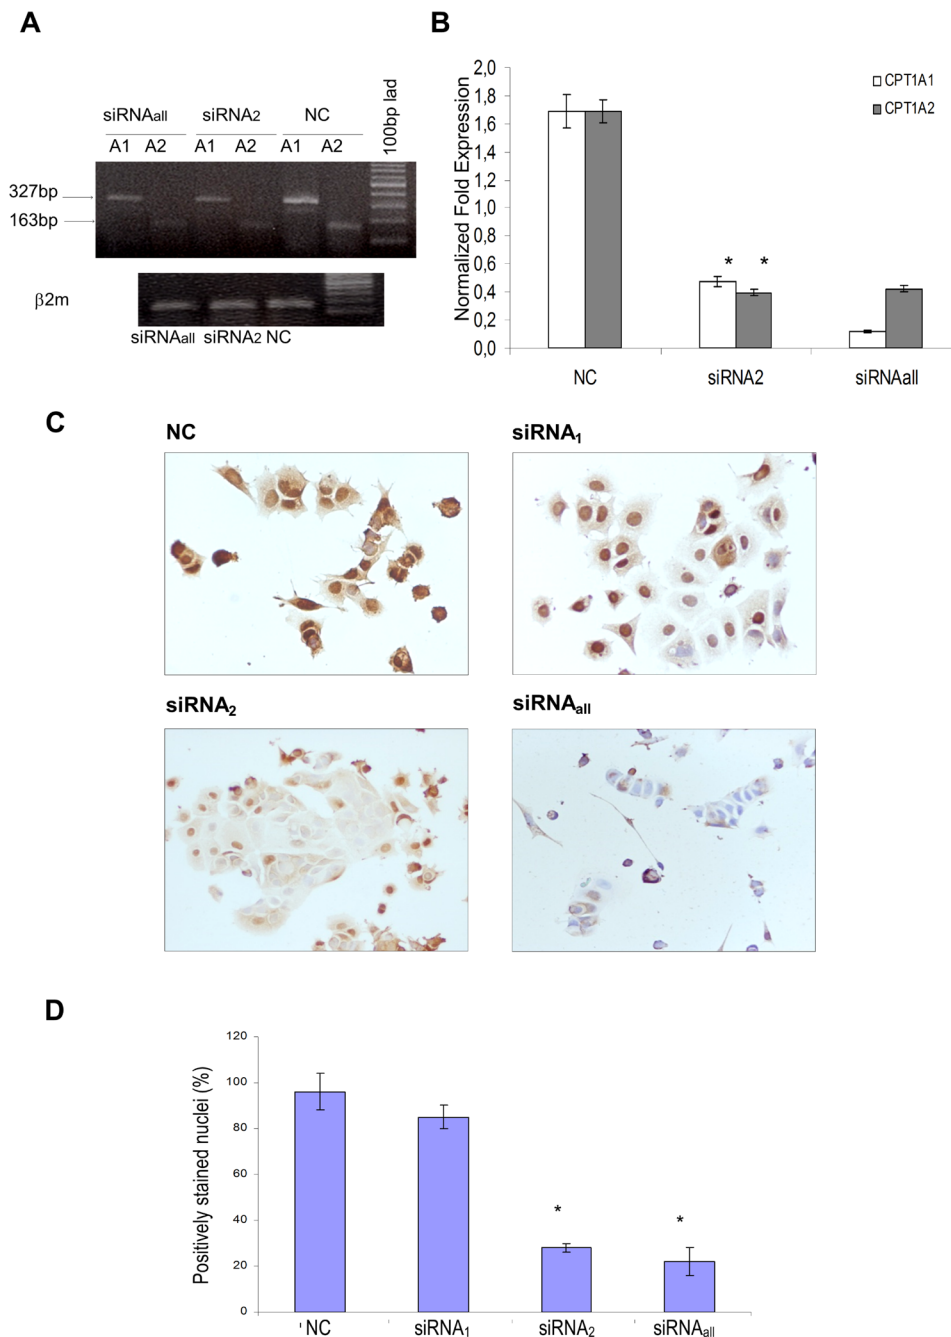 A
siRNAall siRNA2 NC 100bp lad
A1 A2 A1 A2 A1 A2
327bp
163bp
β2m
siRNAall siRNA2 NC
B
Normalized Fold Expression
2,0
1,8
1,6
1,4
1,2
1,0
0,8
0,6
0,4
0,2
0,0
CPT1A1
CPT1A2
* *
NC siRNA2 siRNAall
C
NC siRNA1
siRNA2 siRNAall
D
Positively stained nuclei (%)
120
100
80
60
40
20
0
* *
NC siRNA1 siRNA2 siRNAall